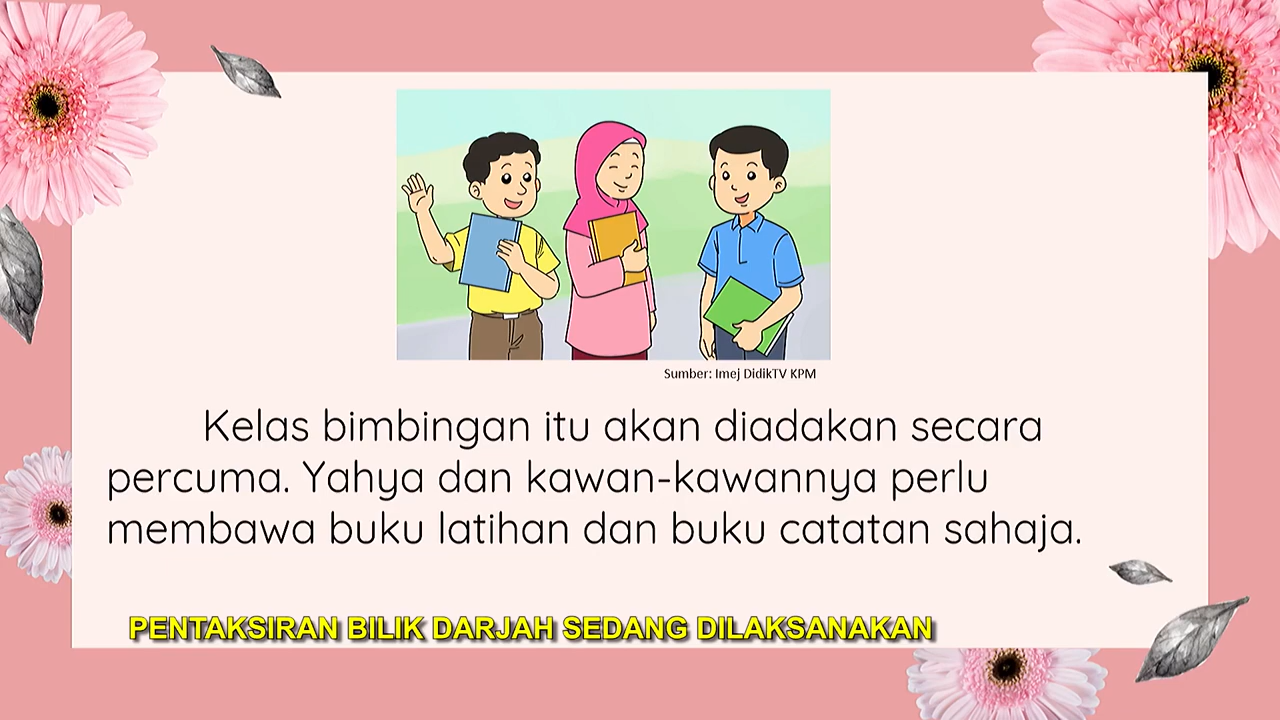 Sumber: Imej DidikTV KPM
Kelas bimbingan itu akan diadakan secara
percuma. Yahya dan kawan-kawannya perlu
membawa buku latihan dan buku catatan sahaja.
PENTAKSIRAN BILIK DARJAH SEDANG DILAKSANAKAN